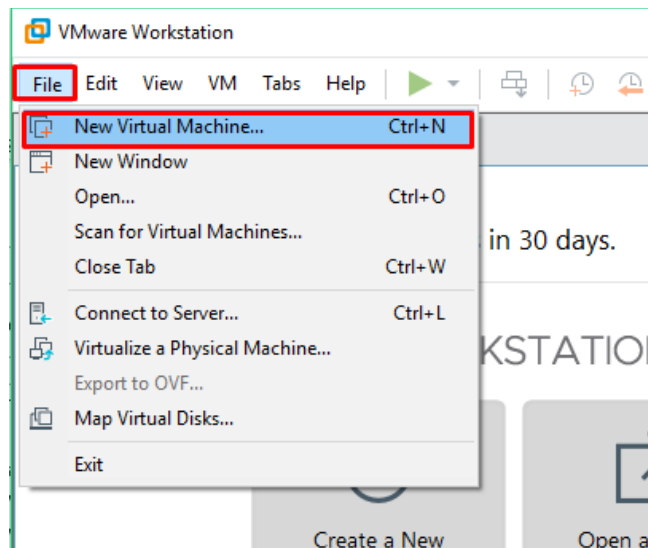 VMware Workstation
File Edit View VM Tabs Help
New Virtual Machine... Ctrl+N
New Window
Open... Ctrl+O
Scan for Virtual Machines...
in 30 days.
Close Tab Ctrl+W
Connect to Server... Ctrl+L
Virtualize a Physical Machine...
Export to OVF...
Map Virtual Disks...
Exit
Create a New
Open a